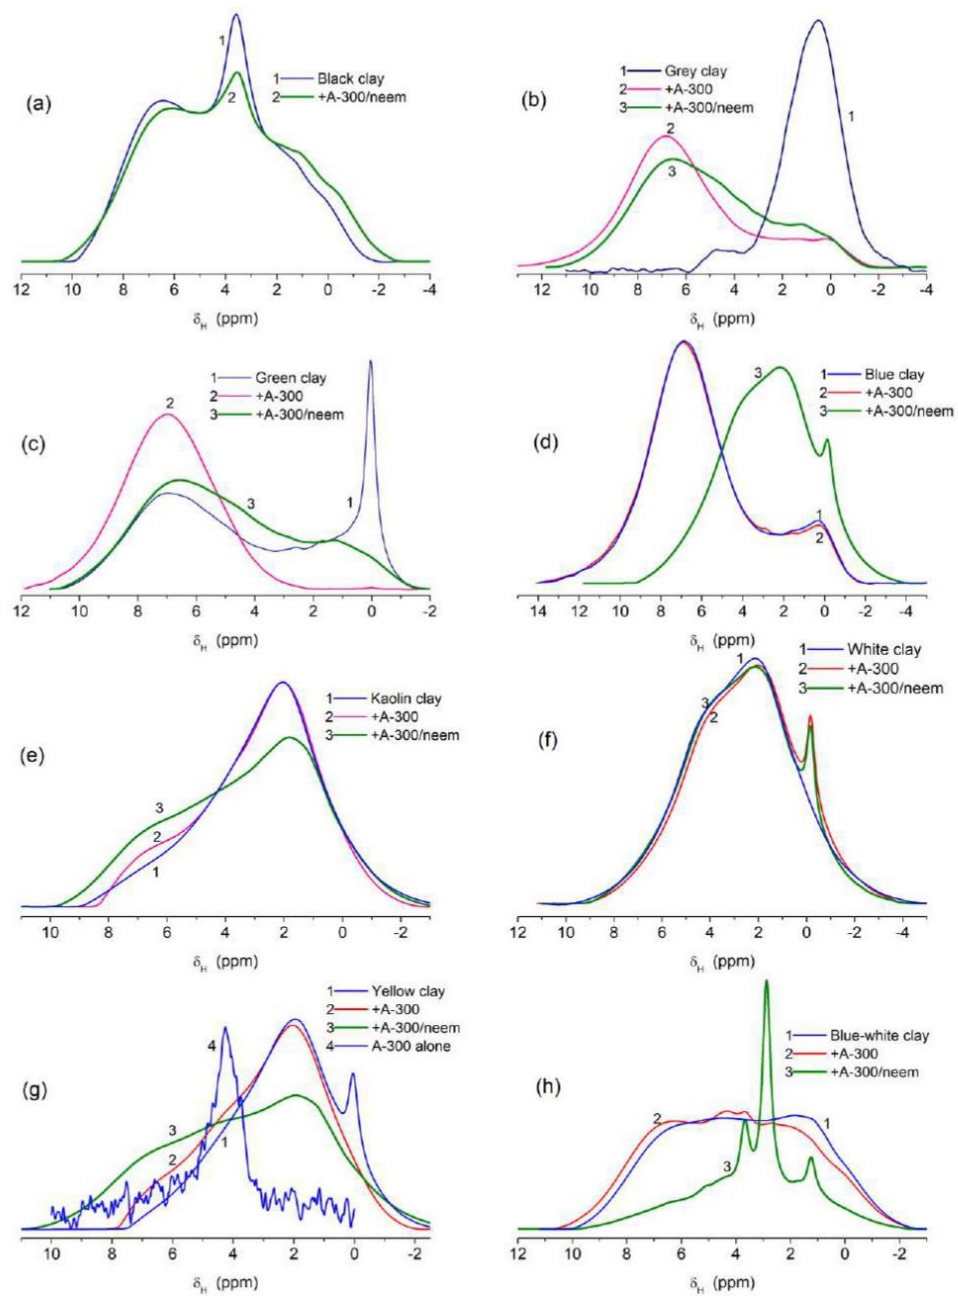 (a)
1 Black clay
2 +A-300/neem
1
2
12 10 8 6 4 2 0 -2 -4
δH (ppm)
(b)
1 Grey clay
2 +A-300
3 +A-300/neem
2
3
1
12 10 8 6 4 2 0 -2 -4
δH (ppm)
(c)
1 Green clay
2 +A-300
3 +A-300/neem
2
3
1
12 10 8 6 4 2 0 -2
δH (ppm)
(d)
1 Blue clay
2 +A-300
3 +A-300/neem
3
1
2
14 12 10 8 6 4 2 0 -2 -4
δH (ppm)
(e)
1 Kaolin clay
2 +A-300
3 +A-300/neem
3
2
1
10 8 6 4 2 0 -2
δH (ppm)
(f)
1 White clay
2 +A-300
3 +A-300/neem
1
3
2
12 10 8 6 4 2 0 -2 -4
δH (ppm)
(g)
1 Yellow clay
2 +A-300
3 +A-300/neem
4 A-300 alone
4
3
1
2
10 8 6 4 2 0 -2
δH (ppm)
(h)
1 Blue-white clay
2 +A-300
3 +A-300/neem
2
1
3
12 10 8 6 4 2 0 -2
δH (ppm)